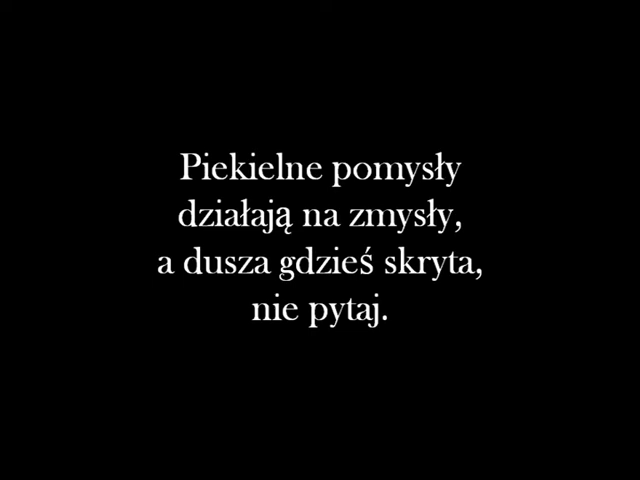 Piekielne pomysły
działają na zmysły,
a dusza gdzieś skryta,
nie pytaj.